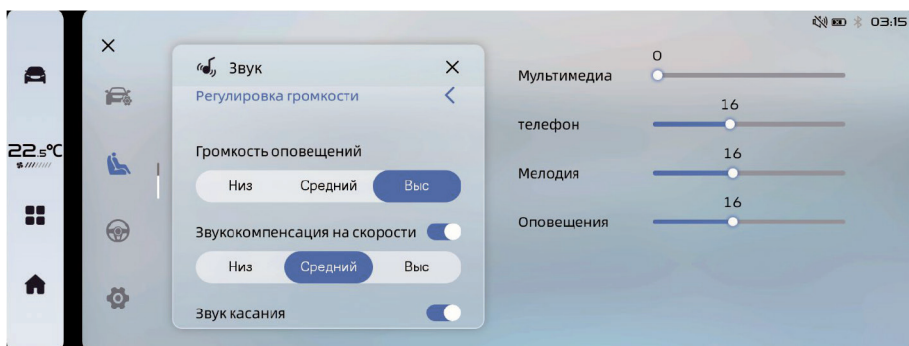 03:15
22.5°C
Звук
Регулировка громкости
Громкость оповещений
Низ Средний Выс
Звукокомпенсация на скорости
Низ Средний Выс
Звук касания
0
Мультимедиа
16
телефон
16
Мелодия
16
Оповещения